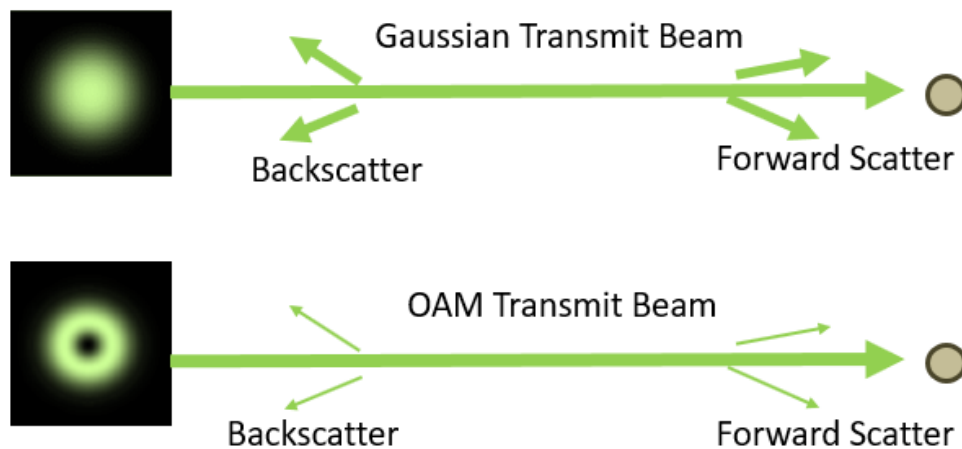 Gaussian Transmit Beam
Backscatter
Forward Scatter
OAM Transmit Beam
Backscatter
Forward Scatter